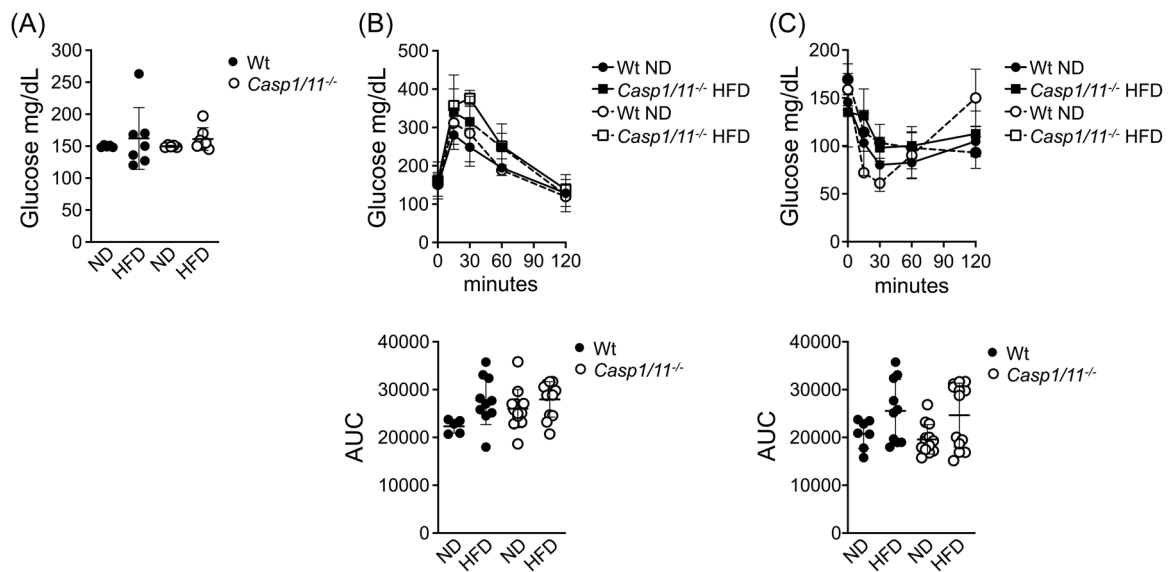 (A)
Glucose mg/dL
300
250
200
150
100
50
0
ND
HFD
ND
HFD
Wt
Casp1/11-/-
(B)
Glucose mg/dL
500
400
300
200
100
0
0 30 60 90 120
minutes
Wt ND
Casp1/11-/- HFD
Wt ND
Casp1/11-/- HFD
(C)
Glucose mg/dL
200
150
100
50
0
0 30 60 90 120
minutes
Wt ND
Casp1/11-/- HFD
Wt ND
Casp1/11-/- HFD
AUC
40000
30000
20000
10000
0
ND
HFD
ND
HFD
Wt
Casp1/11-/-
AUC
40000
30000
20000
10000
0
ND
HFD
ND
HFD
Wt
Casp1/11-/-